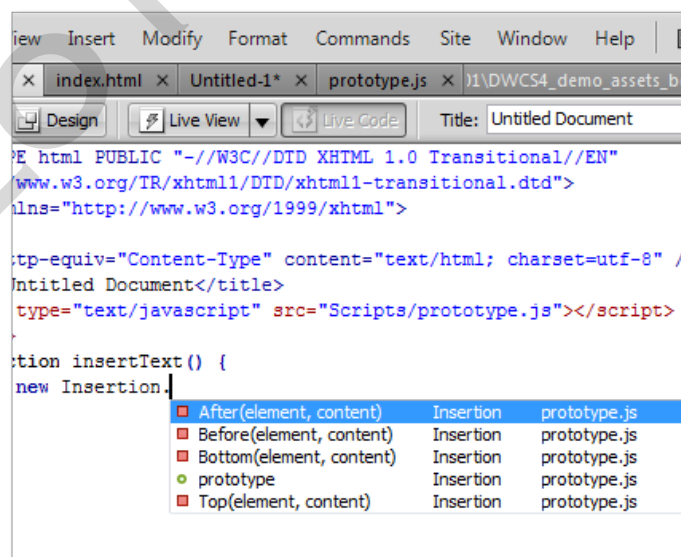 iew Insert Modify Format Commands Site Window Help
× index.html × Untitled-1* × prototype.js × 01\DWCS4_demo_assets_b
Design Live View Live Code Title: Untitled Document
PE html PUBLIC "-//W3C//DTD XHTML 1.0 Transitional//EN"
/www.w3.org/TR/xhtml1/DTD/xhtml1-transitional.dtd">
mlns="http://www.w3.org/1999/xhtml">
ttp-equiv="Content-Type" content="text/html; charset=utf-8" /
Untitled Document</title>
type="text/javascript" src="Scripts/prototype.js"></script>
>
ction insertText() {
new Insertion.
After(element, content) Insertion prototype.js
Before(element, content) Insertion prototype.js
Bottom(element, content) Insertion prototype.js
prototype Insertion prototype.js
Top(element, content) Insertion prototype.js